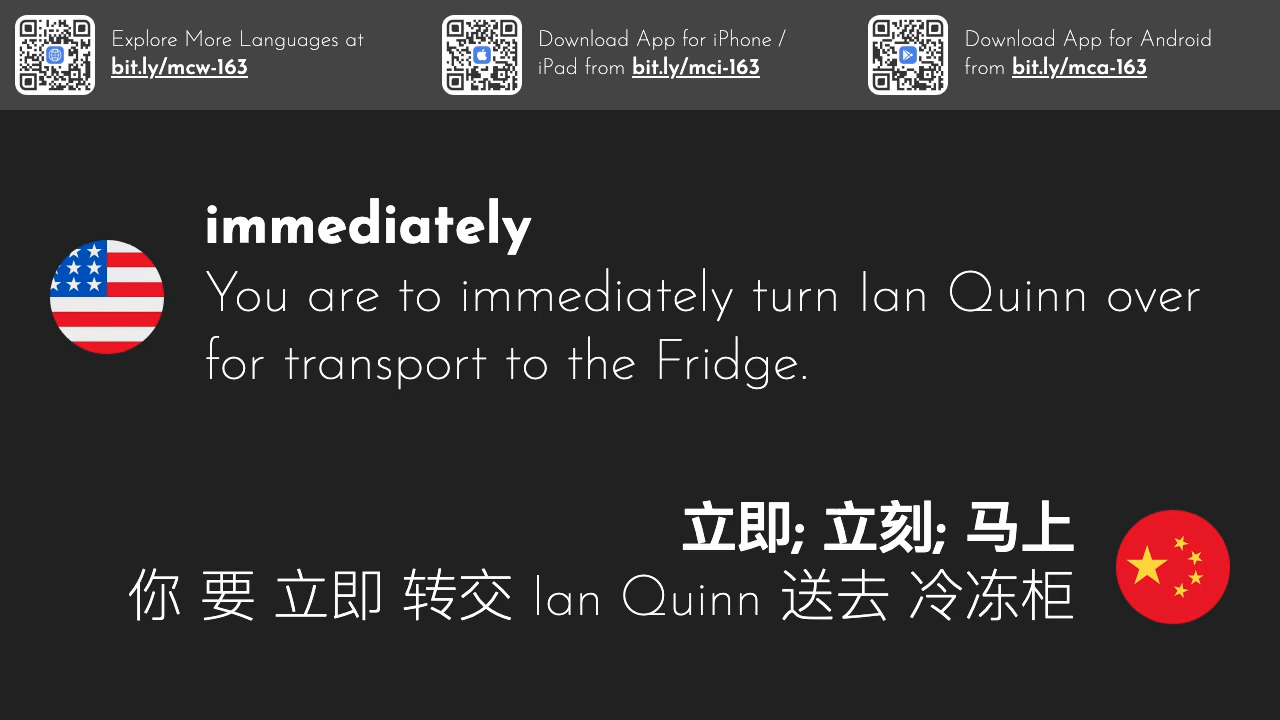 Explore More Languages at
bit.ly/mcw-163
Download App for iPhone /
iPad from bit.ly/mci-163
Download App for Android
from bit.ly/mca-163
immediately
You are to immediately turn Ian Quinn over
for transport to the Fridge.
立即; 立刻; 马上
你 要 立即 转交 Ian Quinn 送去 冷冻柜